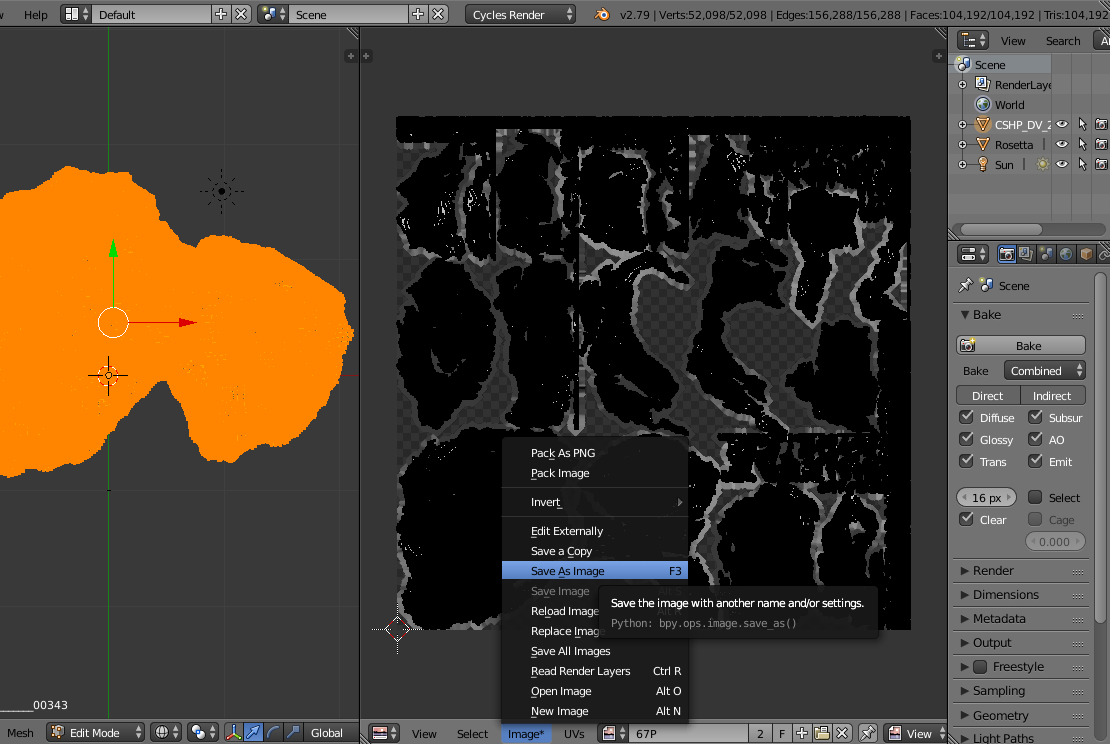 Help Default Scene Cycles Render v2.79 | Verts:52,098/52,098 | Edges:156,288/156,288 | Faces:104,192/104,192 | Tris:104,192
View Search
Scene
RenderLaye
World
CSHP_DV_2
Rosetta
Sun
Scene
Bake
Bake
Bake Combined
Direct Indirect
Diffuse Subsur
Glossy AO
Trans Emit
16 px Select
Clear Cage
0.000
Render
Dimensions
Metadata
Output
Freestyle
Sampling
Geometry
Light Paths
Pack As PNG
Pack Image
Invert
Edit Externally
Save a Copy
Save As Image F3
Save Image
Reload Image
Replace Imag
Save All Images
Read Render Layers Ctrl R
Open Image Alt O
New Image Alt N
Save the image with another name and/or settings.
Python: bpy.ops.image.save_as()
_____00343
Mesh Edit Mode Global
View Select Image* UVs 67P 2 F View